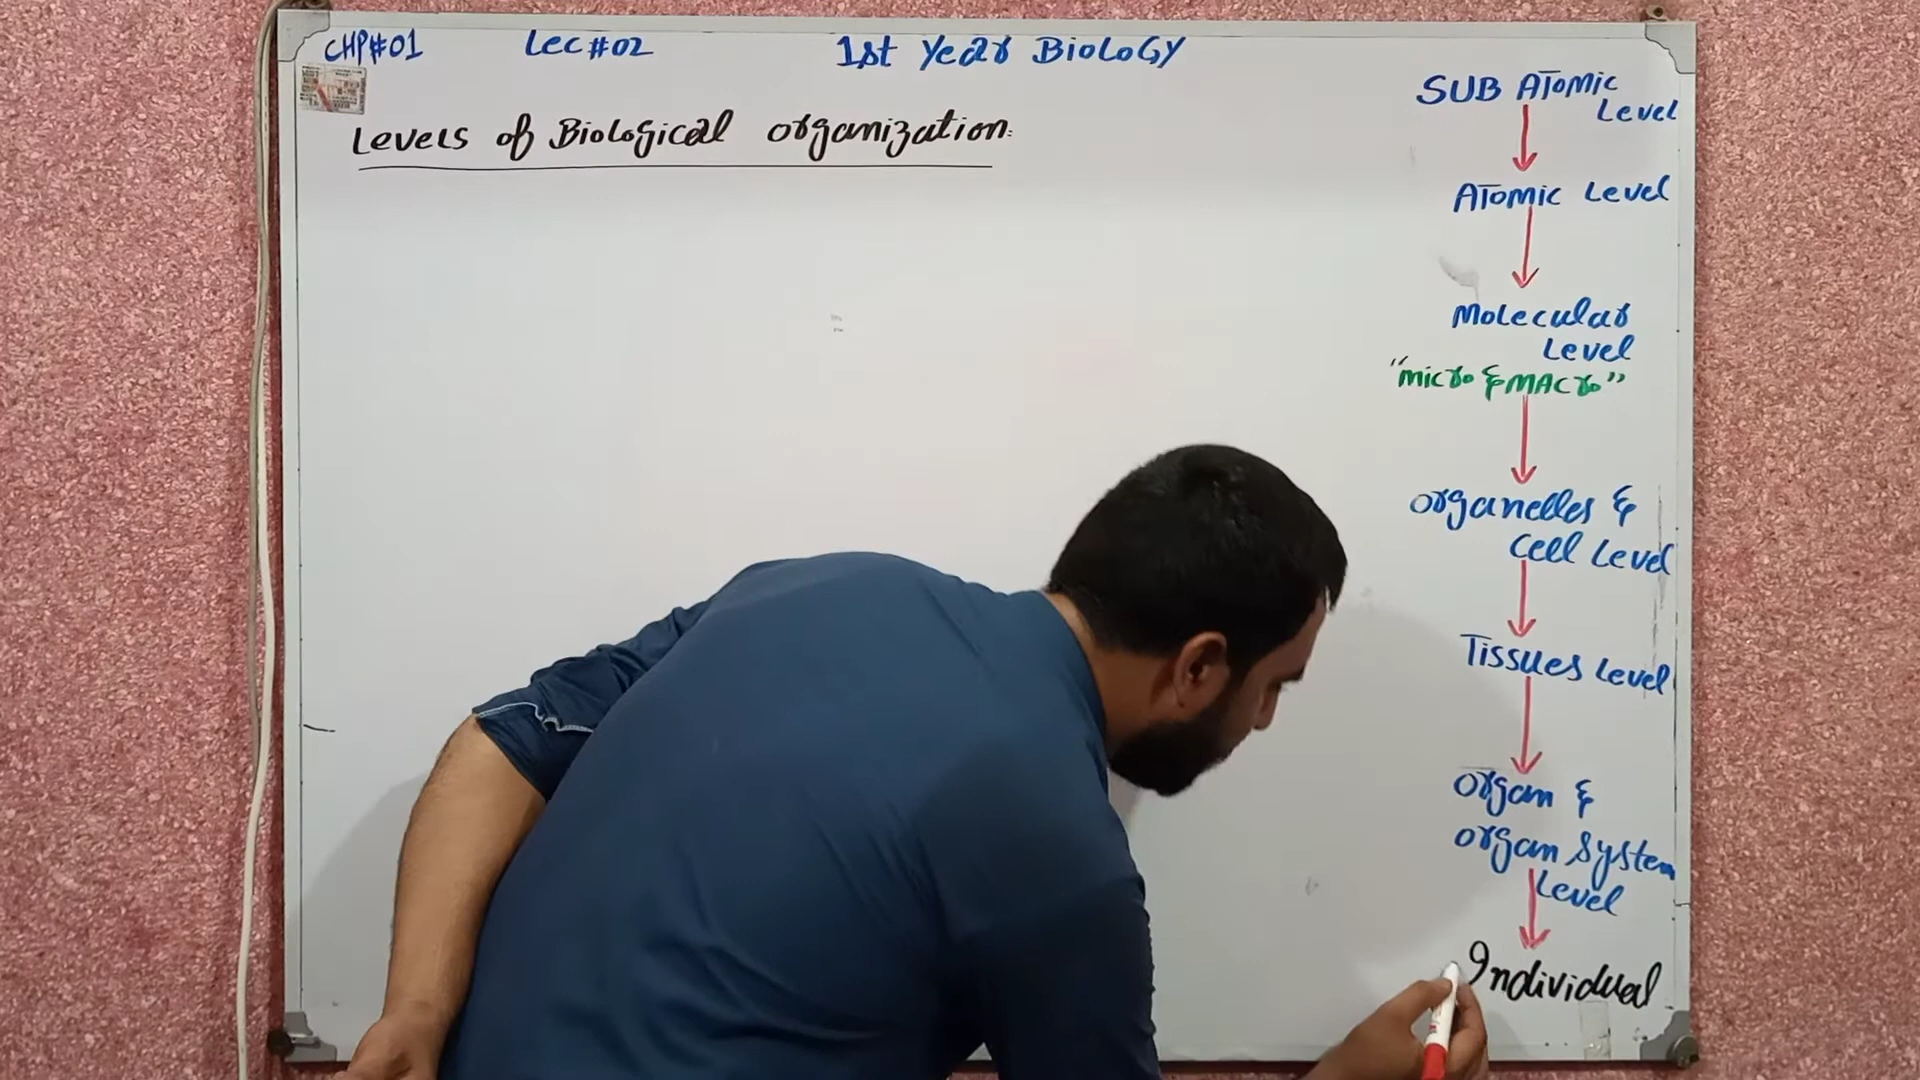 CHP#01 Lec#02 1st Year Biology
Levels of Biological organization:
SUB ATomic
Level
ATomic Level
Molecular
Level
"micro & MAcro"
organelles &
Cell Level
Tissues Level
organ &
organ System
Level
Individual